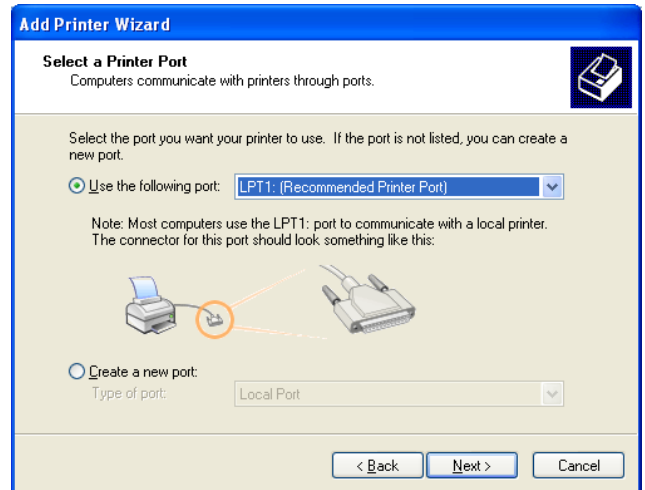 Add Printer Wizard
Select a Printer Port
Computers communicate with printers through ports.
Select the port you want your printer to use. If the port is not listed, you can create a
new port.
Use the following port: LPT1: (Recommended Printer Port)
Note: Most computers use the LPT1: port to communicate with a local printer.
The connector for this port should look something like this:
Create a new port:
Type of port: Local Port
< Back Next > Cancel